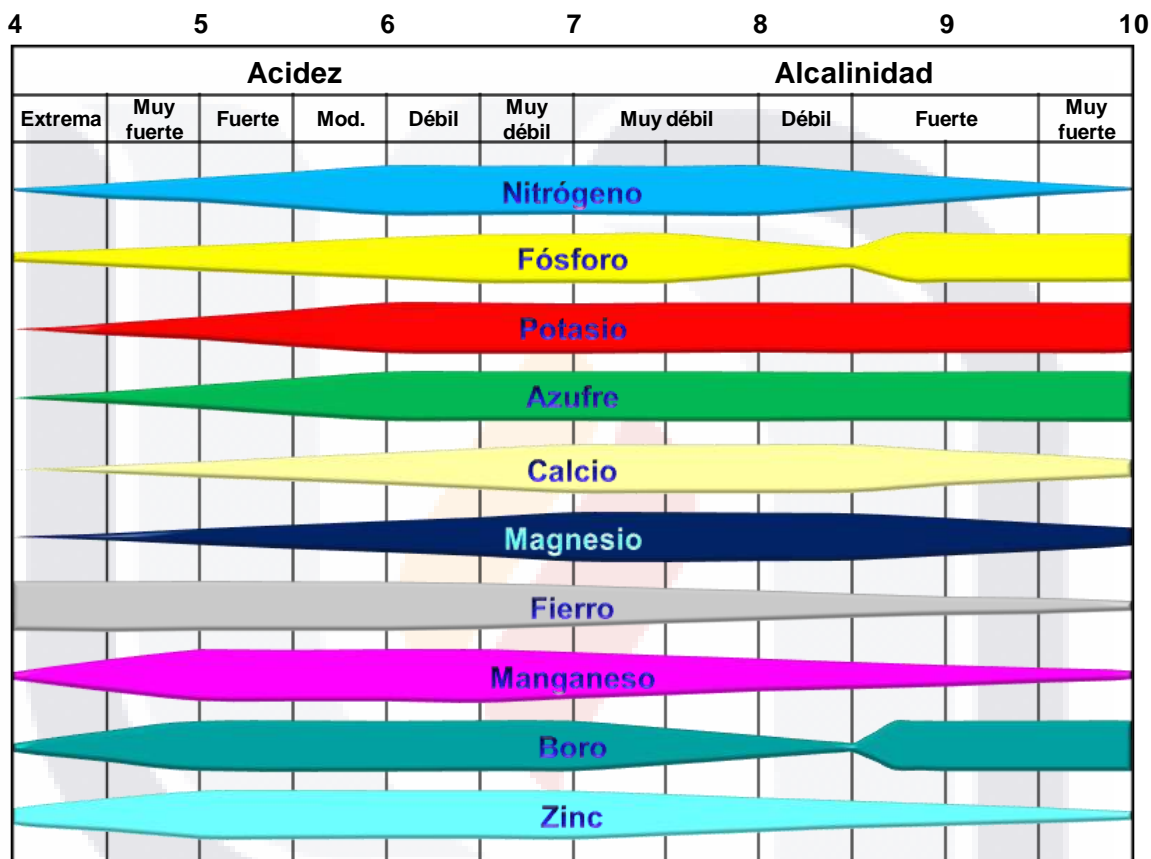 4 5 6 7 8 9 10
Acidez Alcalinidad
Extrema Muy fuerte Fuerte Mod. Débil Muy débil Muy débil Débil Fuerte Muy fuerte
Nitrógeno
Fósforo
Potasio
Azufre
Calcio
Magnesio
Fierro
Manganeso
Boro
Zinc